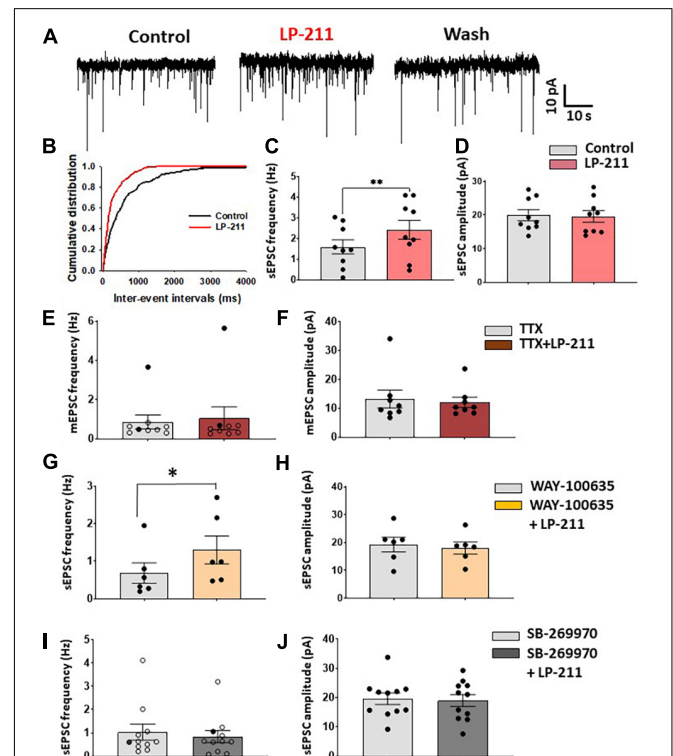 A
Control
LP-211
Wash
10 pA
10 s
B
Cumulative distribution
1.0
0.8
0.6
0.4
0.2
0.0
Control
LP-211
0
1000
2000
3000
4000
Inter-event intervals (ms)
C
sEPSC frequency (Hz)
5
4
3
2
1
0
**
D
Control
LP-211
sEPSC amplitude (pA)
30
20
10
0
E
mEPSC frequency (Hz)
6
4
2
0
F
mEPSC amplitude (pA)
40
30
20
10
0
TTX
TTX+LP-211
G
sEPSC frequency (Hz)
3
2
1
0
*
H
sEPSC amplitude (pA)
40
30
20
10
0
WAY-100635
WAY-100635
+ LP-211
I
sEPSC frequency (Hz)
5
4
3
2
1
0
J
sEPSC amplitude (pA)
40
30
20
10
0
SB-269970
SB-269970
+ LP-211